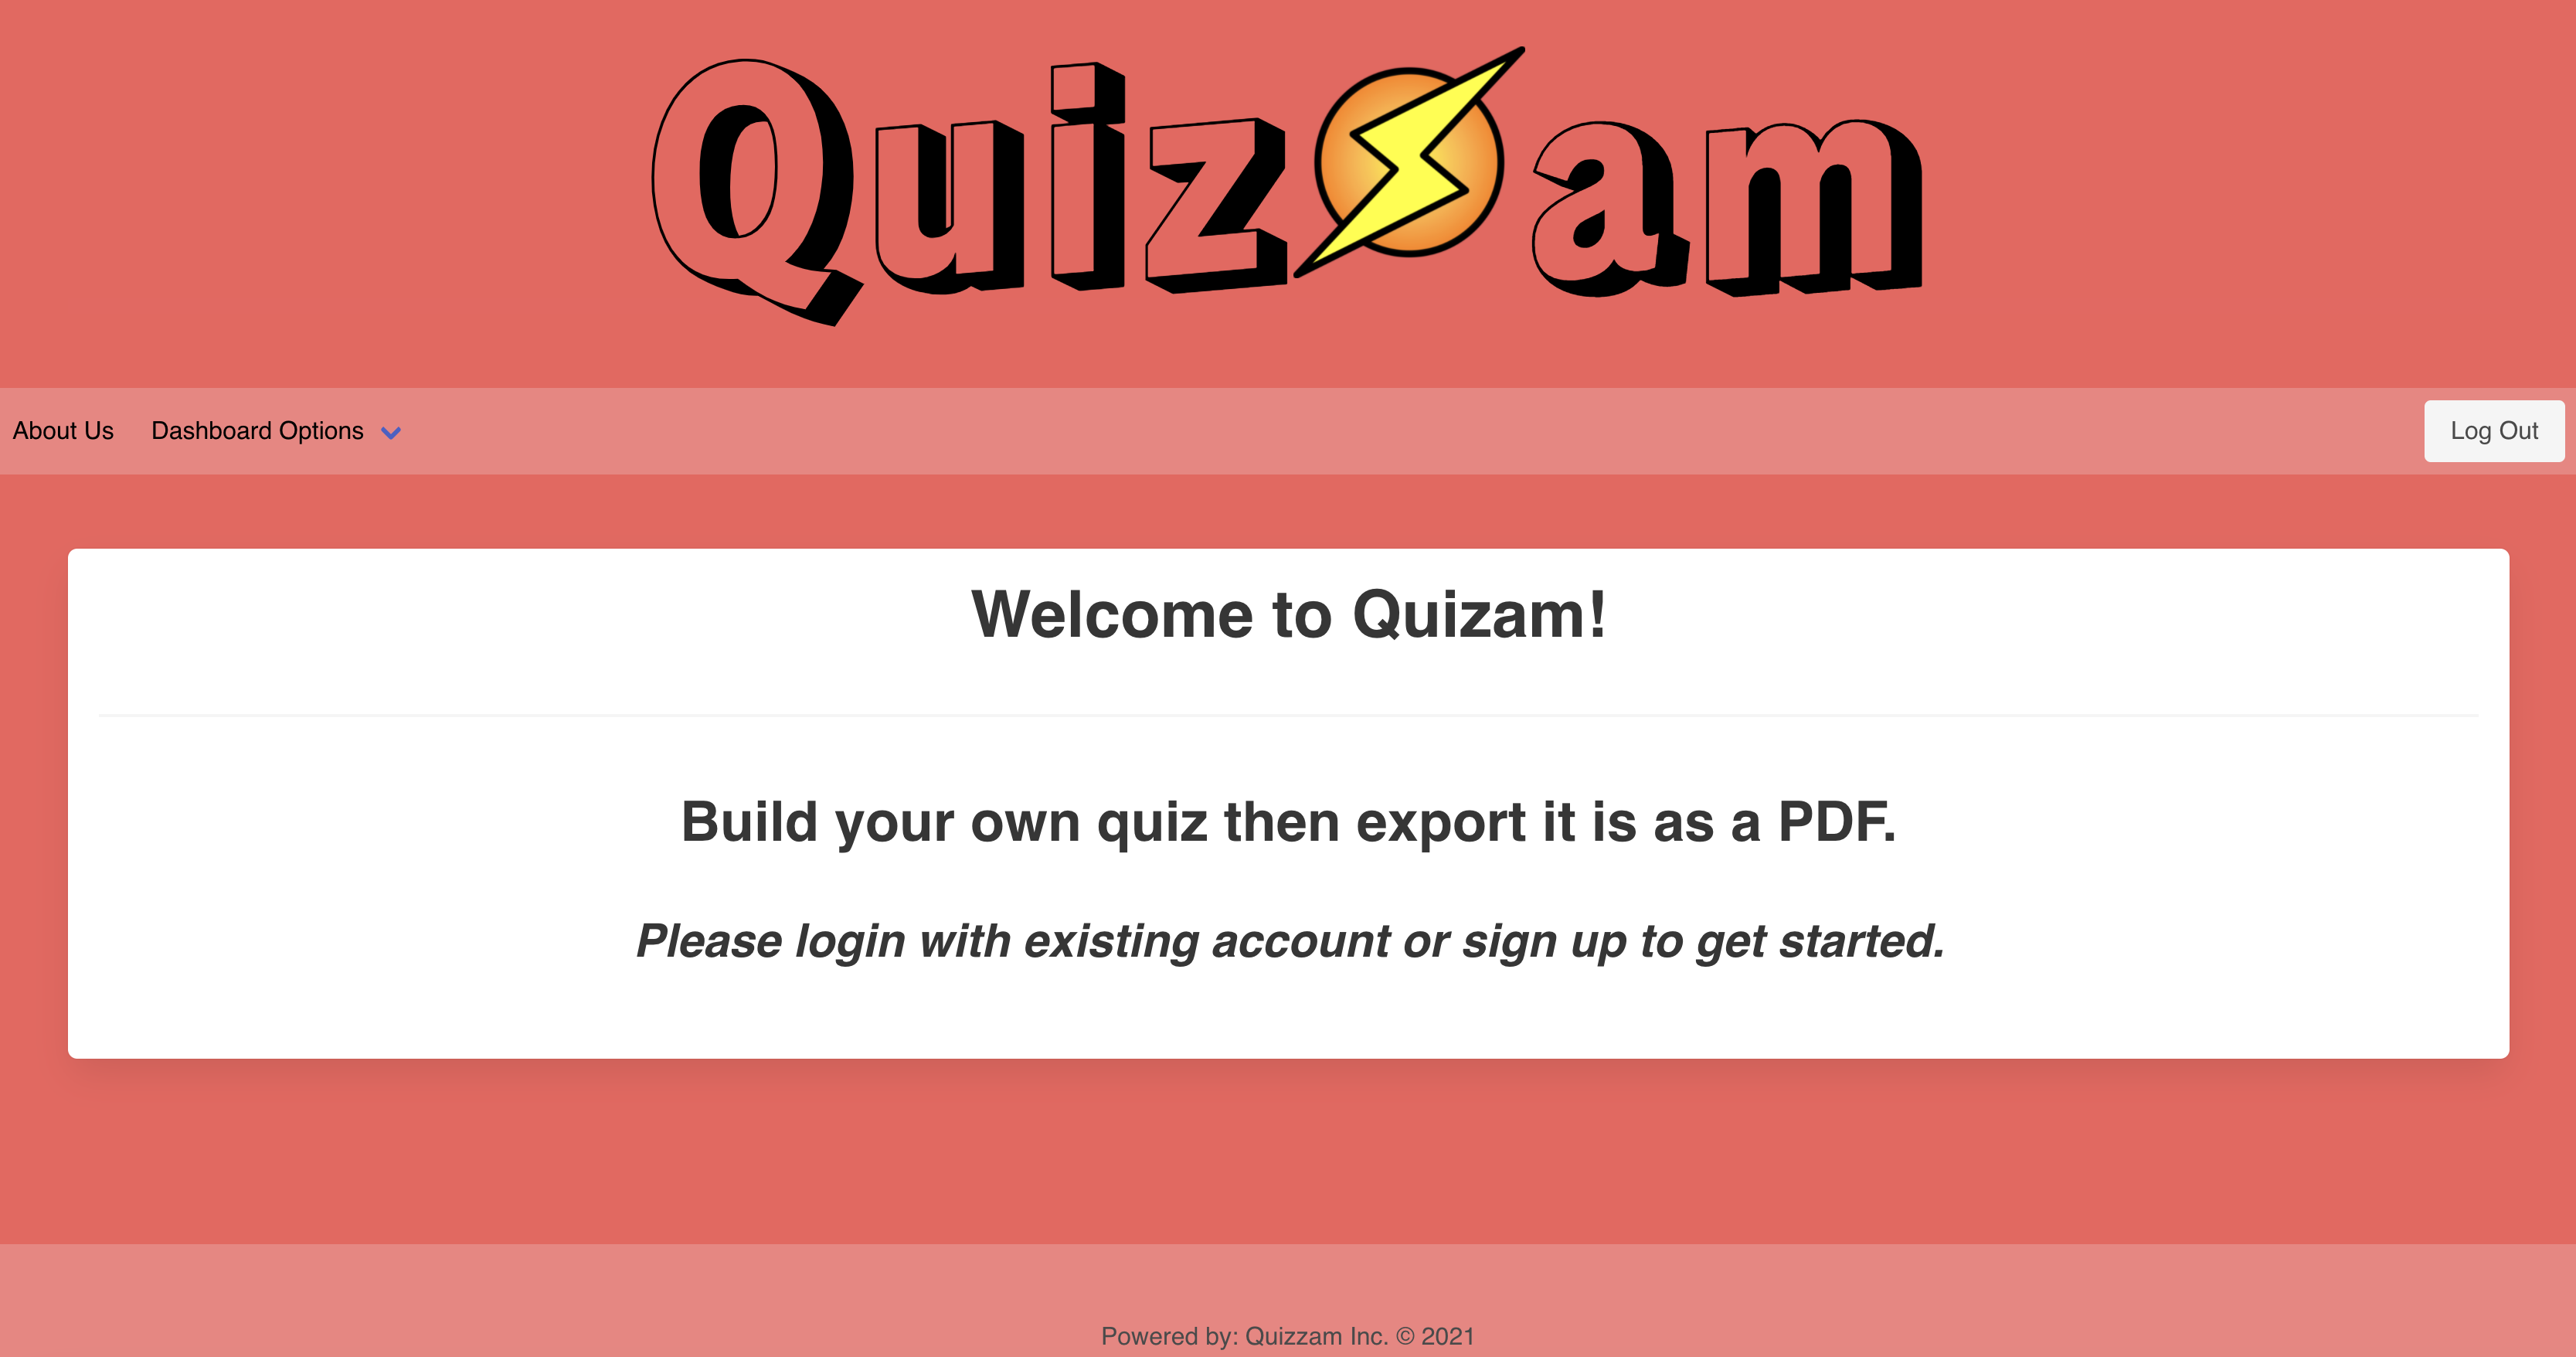 Quizam
About Us Dashboard Options Log Out
Welcome to Quizam!
Build your own quiz then export it is as a PDF.
Please login with existing account or sign up to get started.
Powered by: Quizzam Inc. © 2021